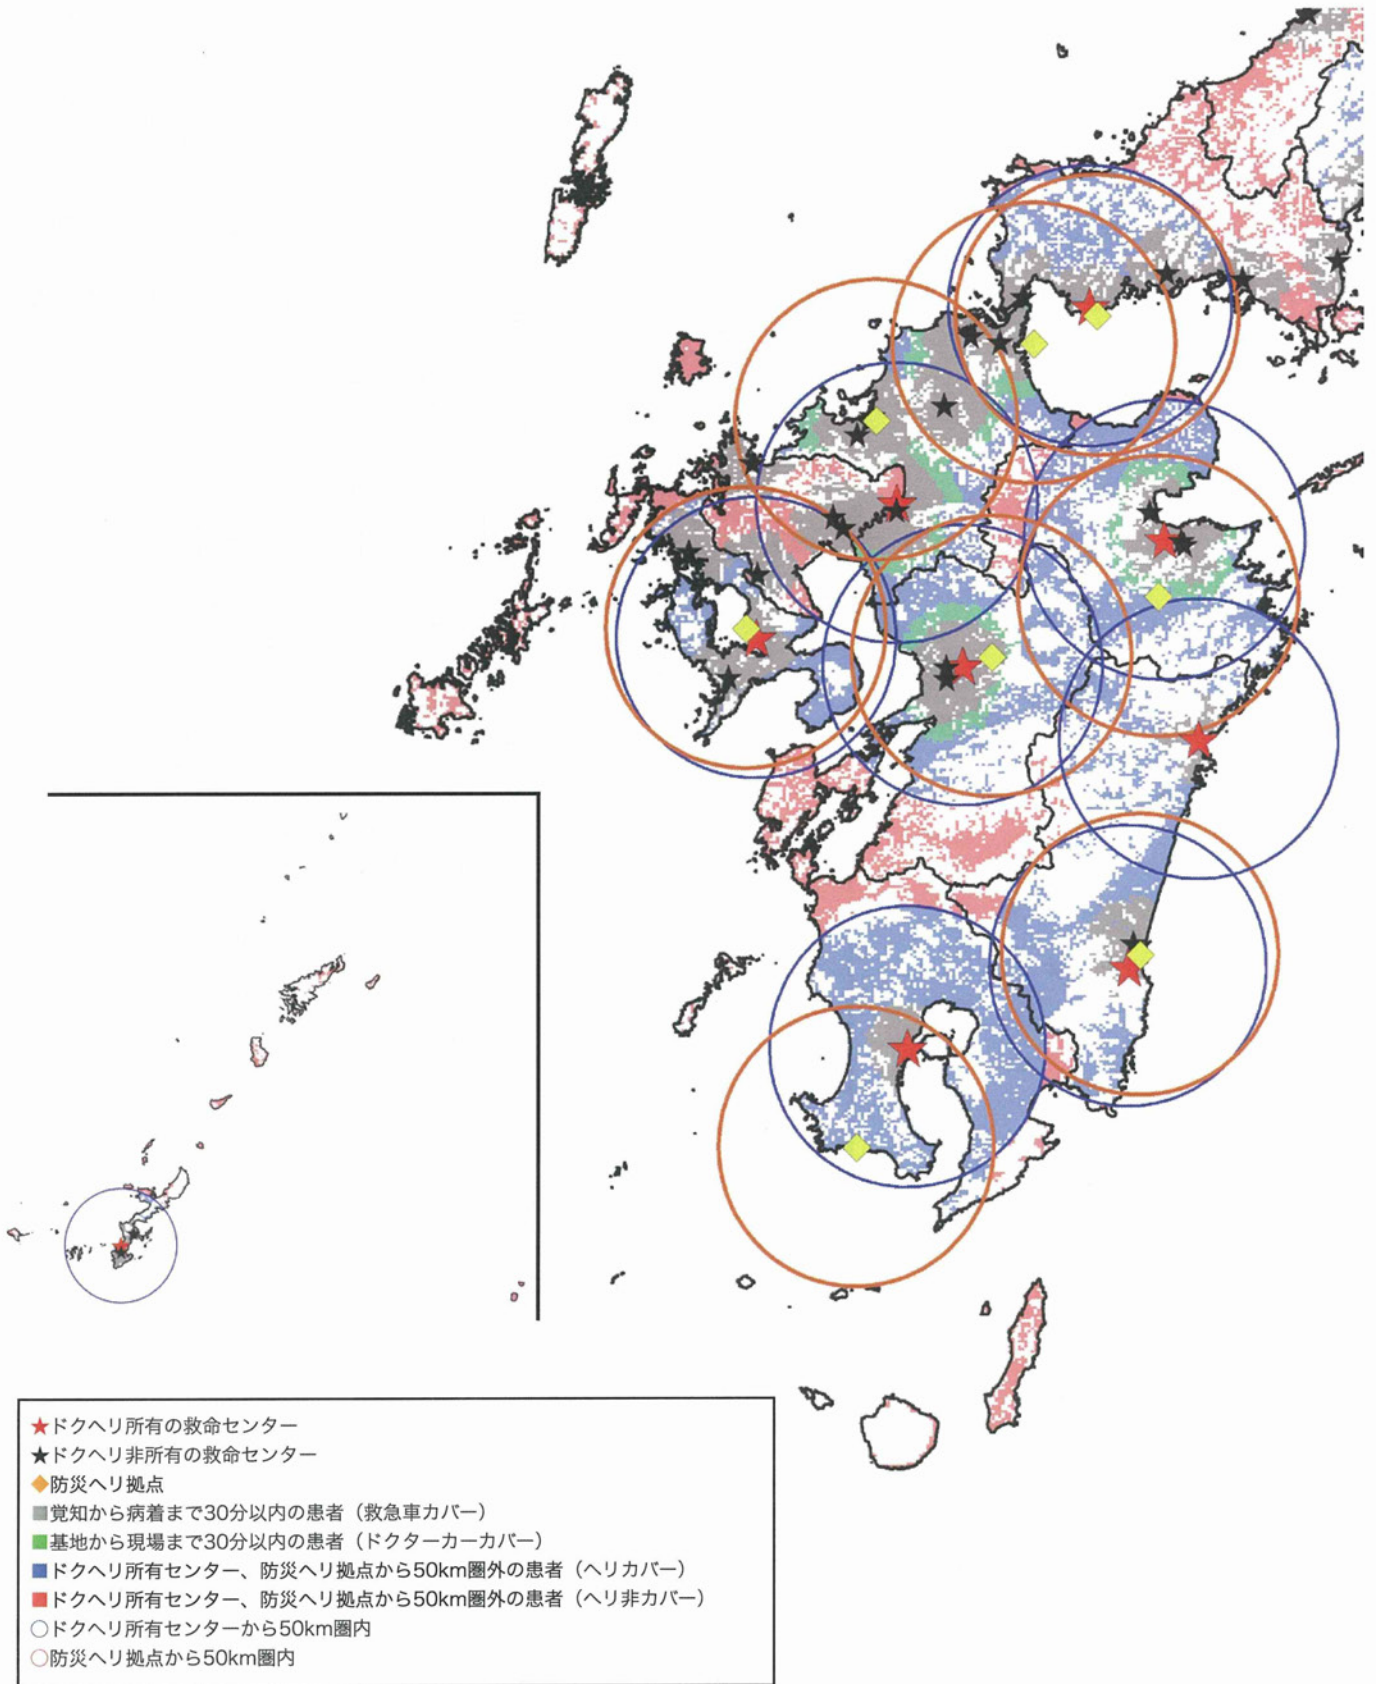 ★ドクヘリ所有の救命センター
★ドクヘリ非所有の救命センター
◆防災ヘリ拠点
■覚知から病着まで30分以内の患者（救急車カバー）
■基地から現場まで30分以内の患者（ドクターカーカバー）
■ドクヘリ所有センター、防災ヘリ拠点から50km圏外の患者（ヘリカバー）
■ドクヘリ所有センター、防災ヘリ拠点から50km圏外の患者（ヘリ非カバー）
○ドクヘリ所有センターから50km圏内
○防災ヘリ拠点から50km圏内